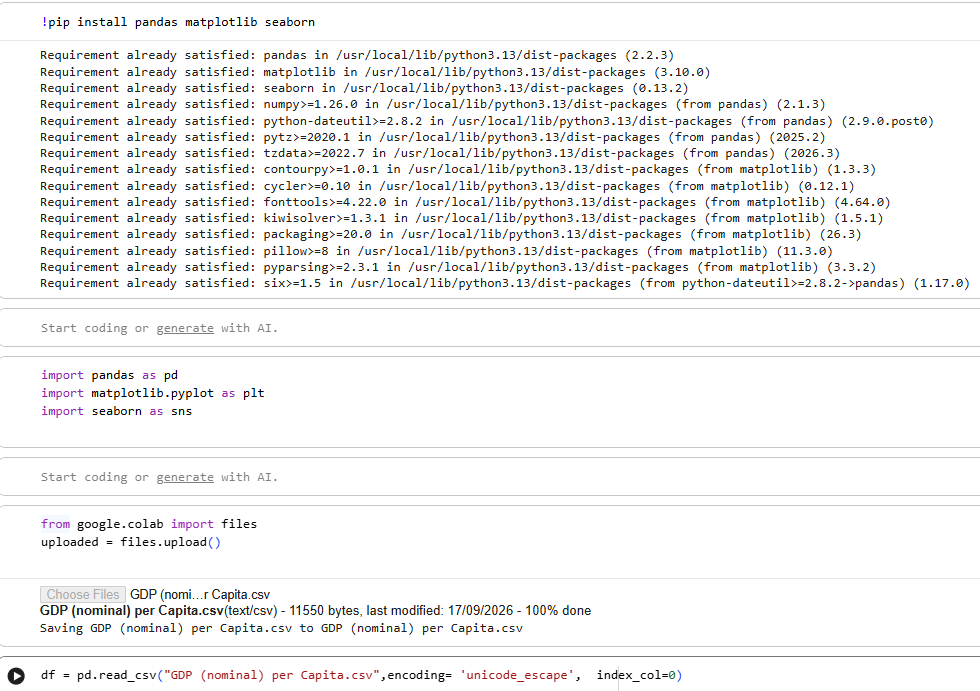 !pip install pandas matplotlib seaborn
Requirement already satisfied: pandas in /usr/local/lib/python3.13/dist-packages (2.2.3)
Requirement already satisfied: matplotlib in /usr/local/lib/python3.13/dist-packages (3.10.0)
Requirement already satisfied: seaborn in /usr/local/lib/python3.13/dist-packages (0.13.2)
Requirement already satisfied: numpy>=1.26.0 in /usr/local/lib/python3.13/dist-packages (from pandas) (2.1.3)
Requirement already satisfied: python-dateutil>=2.8.2 in /usr/local/lib/python3.13/dist-packages (from pandas) (2.9.0.post0)
Requirement already satisfied: pytz>=2020.1 in /usr/local/lib/python3.13/dist-packages (from pandas) (2025.2)
Requirement already satisfied: tzdata>=2022.7 in /usr/local/lib/python3.13/dist-packages (from pandas) (2026.3)
Requirement already satisfied: contourpy>=1.0.1 in /usr/local/lib/python3.13/dist-packages (from matplotlib) (1.3.3)
Requirement already satisfied: cycler>=0.10 in /usr/local/lib/python3.13/dist-packages (from matplotlib) (0.12.1)
Requirement already satisfied: fonttools>=4.22.0 in /usr/local/lib/python3.13/dist-packages (from matplotlib) (4.64.0)
Requirement already satisfied: kiwisolver>=1.3.1 in /usr/local/lib/python3.13/dist-packages (from matplotlib) (1.5.1)
Requirement already satisfied: packaging>=20.0 in /usr/local/lib/python3.13/dist-packages (from matplotlib) (26.3)
Requirement already satisfied: pillow>=8 in /usr/local/lib/python3.13/dist-packages (from matplotlib) (11.3.0)
Requirement already satisfied: pyparsing>=2.3.1 in /usr/local/lib/python3.13/dist-packages (from matplotlib) (3.3.2)
Requirement already satisfied: six>=1.5 in /usr/local/lib/python3.13/dist-packages (from python-dateutil>=2.8.2->pandas) (1.17.0)
Start coding or generate with AI.
import pandas as pd
import matplotlib.pyplot as plt
import seaborn as sns
Start coding or generate with AI.
from google.colab import files
uploaded = files.upload()
Choose Files GDP (nomi...r Capita.csv
GDP (nominal) per Capita.csv(text/csv) - 11550 bytes, last modified: 17/09/2026 - 100% done
Saving GDP (nominal) per Capita.csv to GDP (nominal) per Capita.csv
df = pd.read_csv("GDP (nominal) per Capita.csv",encoding= 'unicode_escape',  index_col=0)